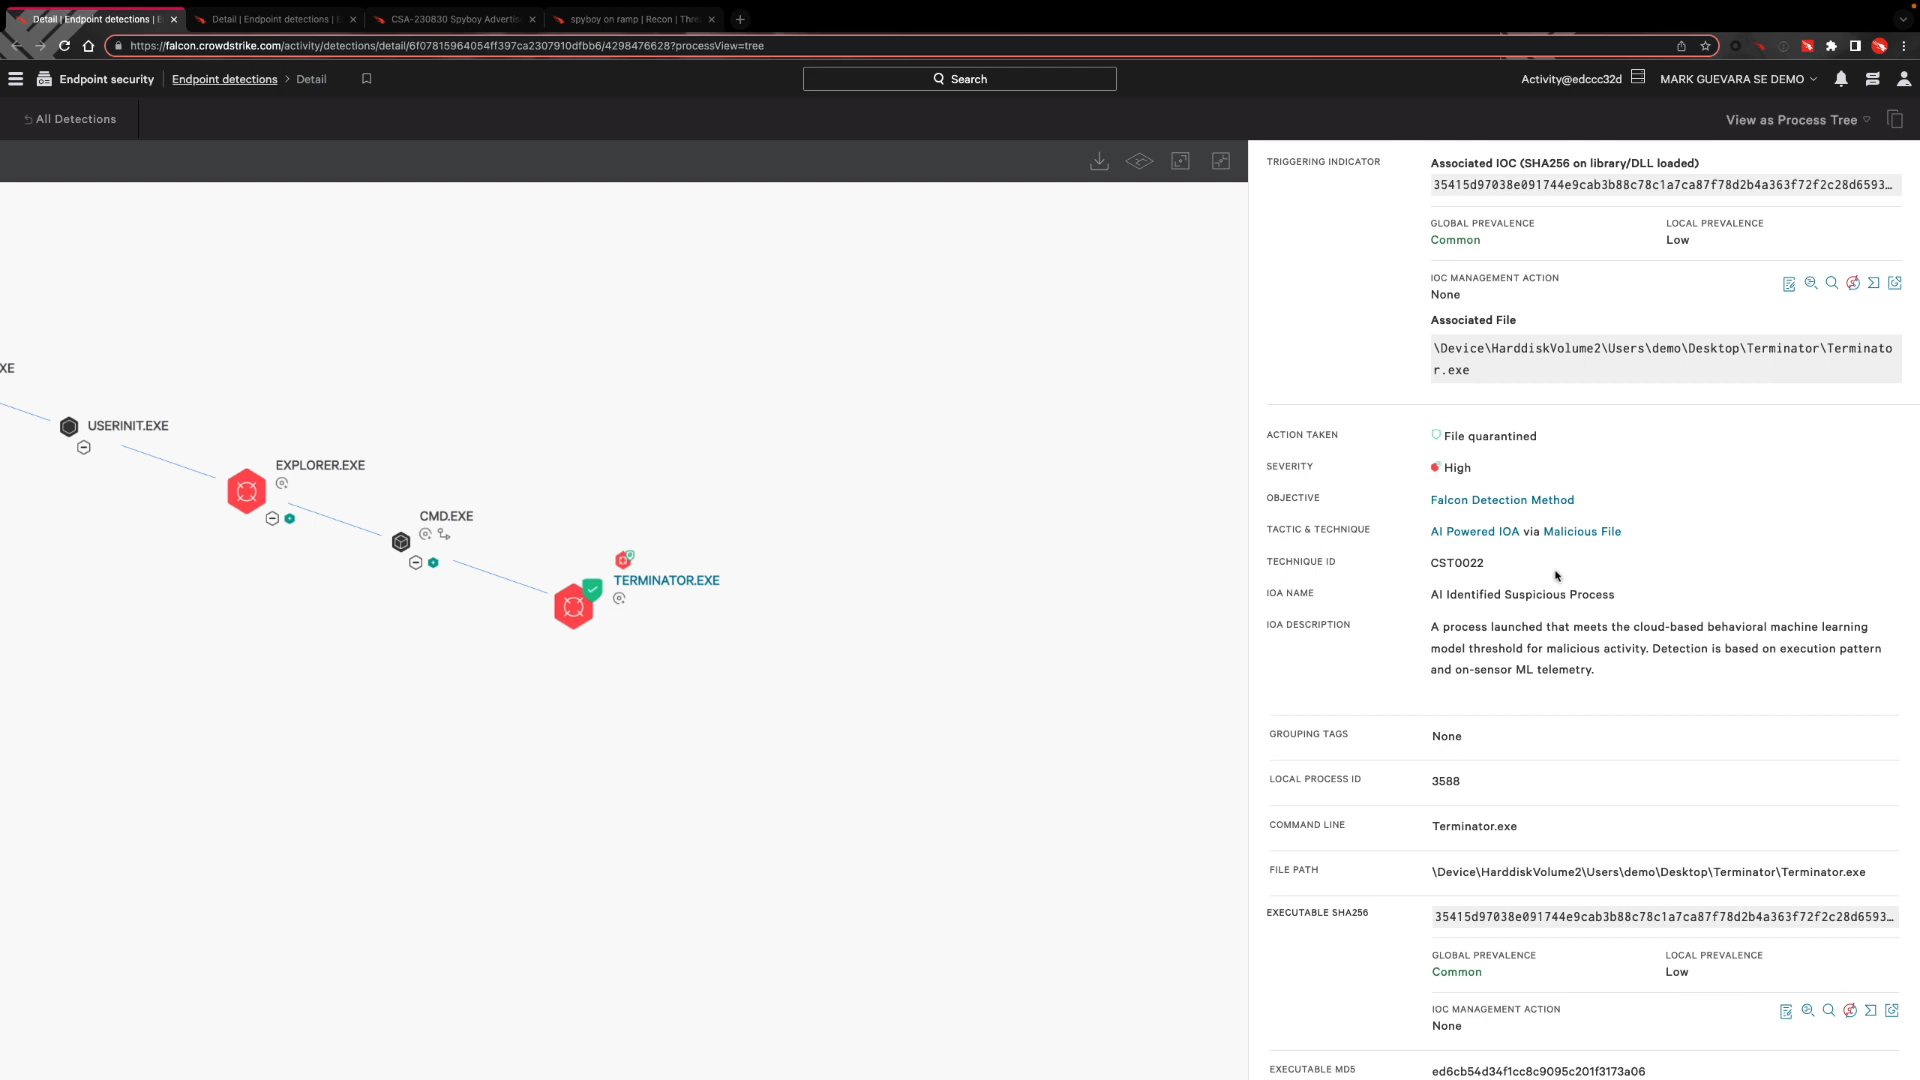 Detail | Endpoint detections | E
Detail | Endpoint detections | E
CSA-230830 Spyboy Advertis
spyboy on ramp | Recon | Thre
https://falcon.crowdstrike.com/activity/detections/detail/6f07815964054ff397ca2307910dfbb6/4298476628?processView=tree
Endpoint security
Endpoint detections > Detail
Search
Activity@edccc32d
MARK GUEVARA SE DEMO
All Detections
View as Process Tree
XE
USERINIT.EXE
EXPLORER.EXE
CMD.EXE
TERMINATOR.EXE
TRIGGERING INDICATOR
Associated IOC (SHA256 on library/DLL loaded)
35415d97038e091744e9cab3b88c78c1a7ca87f78d2b4a363f72f2c28d6593...
GLOBAL PREVALENCE
LOCAL PREVALENCE
Common
Low
IOC MANAGEMENT ACTION
None
Associated File
\Device\HarddiskVolume2\Users\demo\Desktop\Terminator\Terminato
r.exe
ACTION TAKEN
File quarantined
SEVERITY
High
OBJECTIVE
Falcon Detection Method
TACTIC & TECHNIQUE
AI Powered IOA via Malicious File
TECHNIQUE ID
CST0022
IOA NAME
AI Identified Suspicious Process
IOA DESCRIPTION
A process launched that meets the cloud-based behavioral machine learning
model threshold for malicious activity. Detection is based on execution pattern
and on-sensor ML telemetry.
GROUPING TAGS
None
LOCAL PROCESS ID
3588
COMMAND LINE
Terminator.exe
FILE PATH
\Device\HarddiskVolume2\Users\demo\Desktop\Terminator\Terminator.exe
EXECUTABLE SHA256
35415d97038e091744e9cab3b88c78c1a7ca87f78d2b4a363f72f2c28d6593...
GLOBAL PREVALENCE
LOCAL PREVALENCE
Common
Low
IOC MANAGEMENT ACTION
None
EXECUTABLE MD5
ed6cb54d34f1cc8c9095c201f3173a06